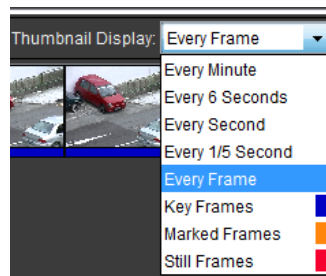 Thumbnail Display: Every Frame
Every Minute
Every 6 Seconds
Every Second
Every 1/5 Second
Every Frame
Key Frames
Marked Frames
Still Frames